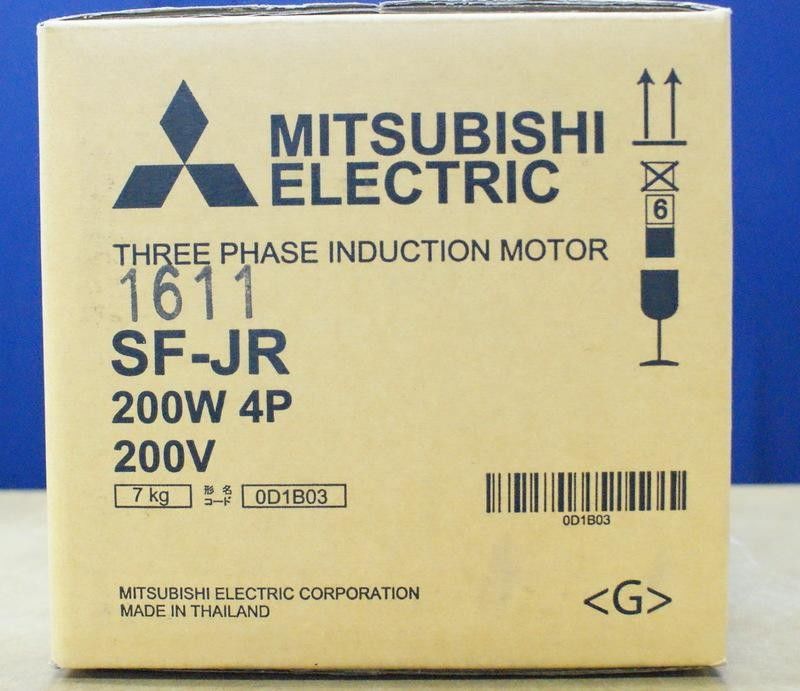 MITSUBISHI
ELECTRIC
6
THREE PHASE INDUCTION MOTOR
1611
SF-JR
200W 4P
200V
7 kg 形名コード 0D1B03
0D1B03
MITSUBISHI ELECTRIC CORPORATION
MADE IN THAILAND
<G>